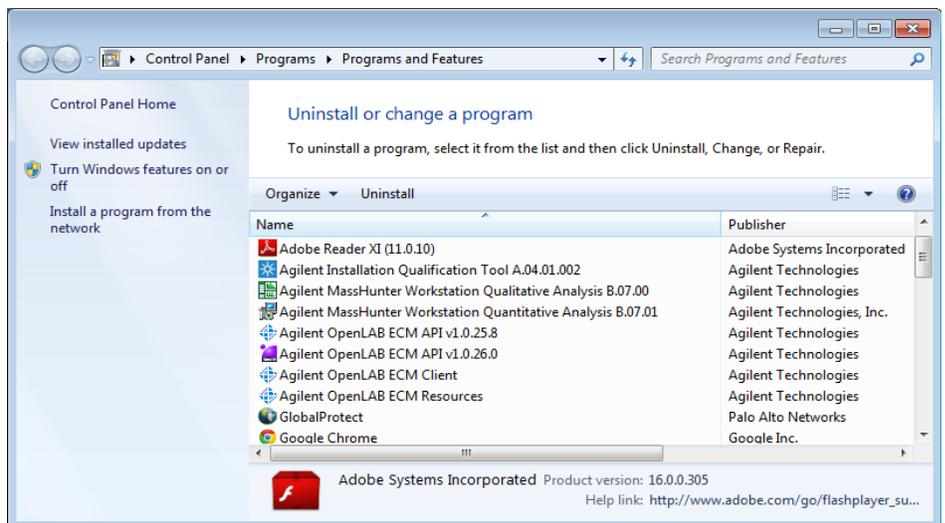 Control Panel Programs Programs and Features
Search Programs and Features
Control Panel Home
View installed updates
Turn Windows features on or
off
Install a program from the
network
Uninstall or change a program
To uninstall a program, select it from the list and then click Uninstall, Change, or Repair.
Organize Uninstall
Name Publisher
Adobe Reader XI (11.0.10) Adobe Systems Incorporated
Agilent Installation Qualification Tool A.04.01.002 Agilent Technologies
Agilent MassHunter Workstation Qualitative Analysis B.07.00 Agilent Technologies
Agilent MassHunter Workstation Quantitative Analysis B.07.01 Agilent Technologies, Inc.
Agilent OpenLAB ECM API v1.0.25.8 Agilent Technologies
Agilent OpenLAB ECM API v1.0.26.0 Agilent Technologies
Agilent OpenLAB ECM Client Agilent Technologies
Agilent OpenLAB ECM Resources Agilent Technologies
GlobalProtect Palo Alto Networks
Google Chrome Google Inc.
Adobe Systems Incorporated Product version: 16.0.0.305
Help link: http://www.adobe.com/go/flashplayer_su...